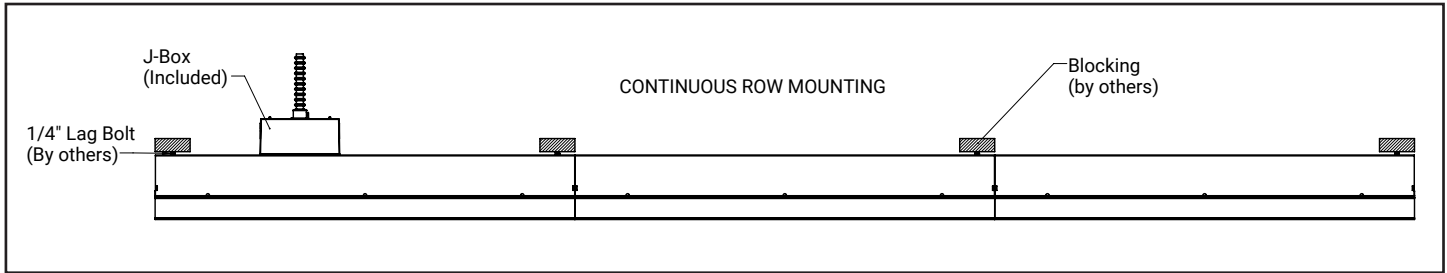 J-Box
(Included)
CONTINUOUS ROW MOUNTING
Blocking
(by others)
1/4" Lag Bolt
(By others)